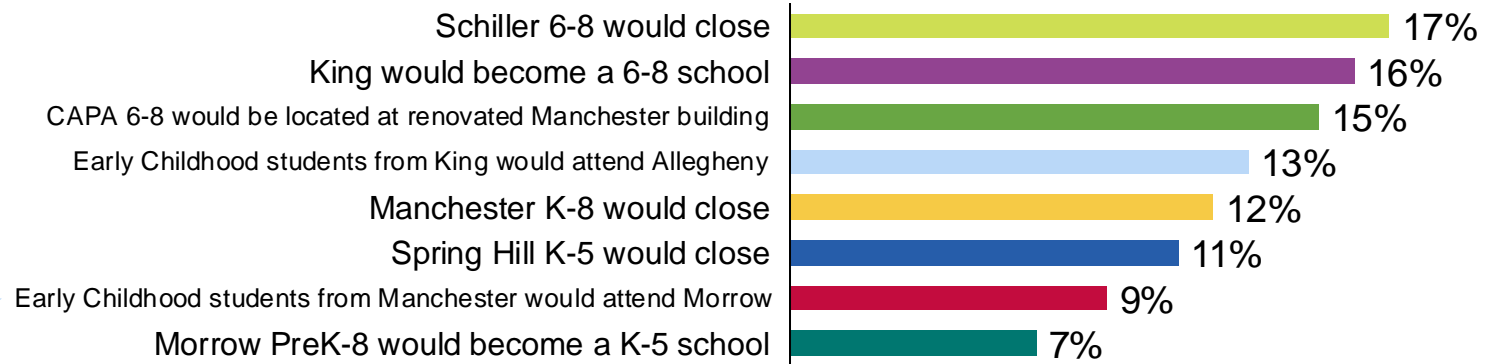 Schiller 6-8 would close 17%
King would become a 6-8 school 16%
CAPA 6-8 would be located at renovated Manchester building 15%
Early Childhood students from King would attend Allegheny 13%
Manchester K-8 would close 12%
Spring Hill K-5 would close 11%
Early Childhood students from Manchester would attend Morrow 9%
Morrow PreK-8 would become a K-5 school 7%